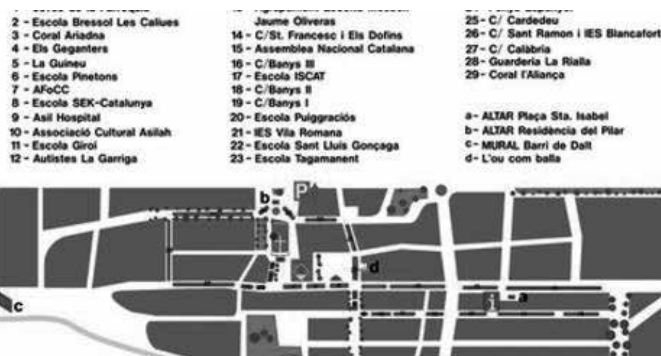 2 - Escola Bressol Les Caliues
3 - Coral Ariadna
4 - Els Geganters
5 - La Guineu
6 - Escola Pinetons
7 - AFoCC
8 - Escola SEK-Catalunya
9 - Asil Hospital
10 - Associació Cultural Asilah
11 - Escola Giroi
12 - Autistes La Garriga
Jaume Oliveras
14 - C/St. Francesc i Els Dofins
15 - Assemblea Nacional Catalana
16 - C/Banys III
17 - Escola ISCAT
18 - C/Banys II
19 - C/Banys I
20 - Escola Puiggraciós
21 - IES Vila Romana
22 - Escola Sant Lluís Gonçaga
23 - Escola Tagamanent
25 - C/ Cardedeu
26 - C/ Sant Ramon i IES Blancafort
27 - C/ Calàbria
28 - Guarderia La Rialla
29 - Coral l'Aliança
a - ALTAR Plaça Sta. Isabel
b - ALTAR Residència del Pilar
c - MURAL Barri de Dalt
d - L'ou com balla
b
P
d
c
i
a